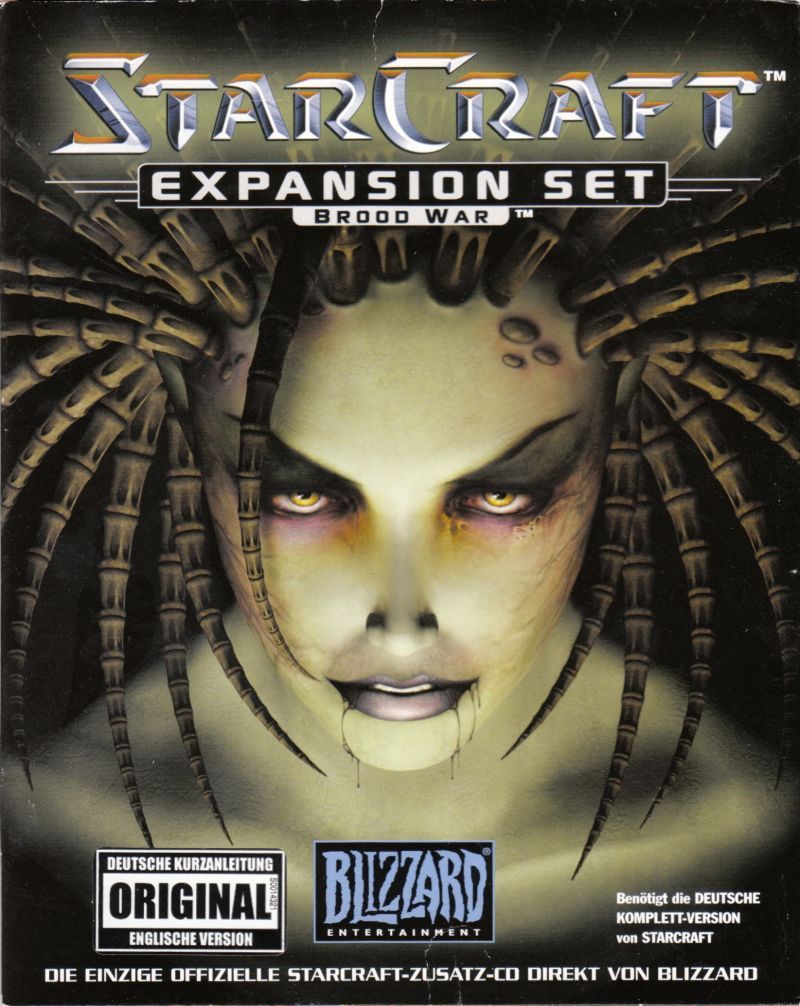 STARCRAFT™
EXPANSION SET
BROOD WAR™
DEUTSCHE KURZANLEITUNG
ORIGINAL
S0014321
ENGLISCHE VERSION
BLIZZARD®
ENTERTAINMENT
Benötigt die DEUTSCHE
KOMPLETT-VERSION
von STARCRAFT
DIE EINZIGE OFFIZIELLE STARCRAFT-ZUSATZ-CD DIREKT VON BLIZZARD